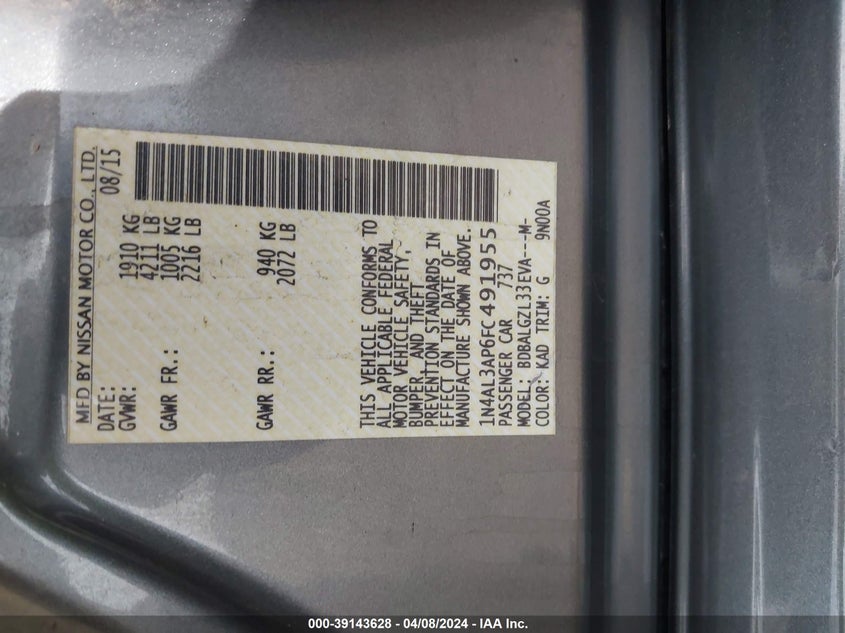 MFD BY NISSAN MOTOR CO., LTD.
DATE: 08/15
GVWR: 1910 KG
4211 LB
GAWR FR.: 1005 KG
2216 LB
GAWR RR.: 940 KG
2072 LB
THIS VEHICLE CONFORMS TO
ALL APPLICABLE FEDERAL
MOTOR VEHICLE SAFETY,
BUMPER, AND THEFT
PREVENTION STANDARDS IN
EFFECT ON THE DATE OF
MANUFACTURE SHOWN ABOVE.
1N4AL3AP6FC491955
PASSENGER CAR 737
MODEL: BDBALGZL33EVA---M-
COLOR: KAD TRIM: G 9N00A
000-39143628 - 04/08/2024 - IAA Inc.